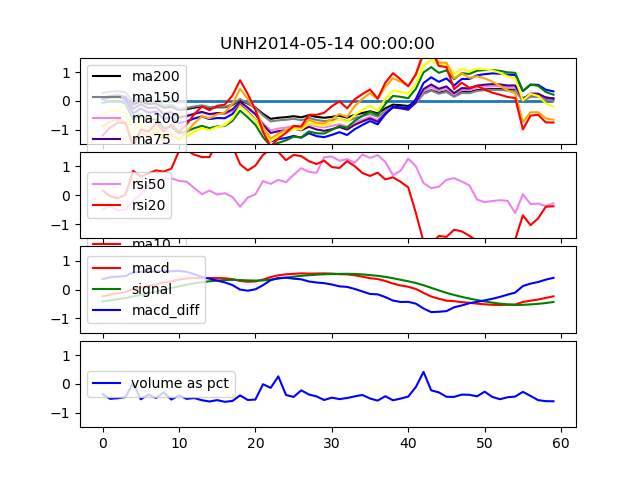 UNH2014-05-14 00:00:00
1
0
−1
ma200
ma150
ma100
ma75
1
0
−1
rsi50
rsi20
ma10
1
0
−1
macd
signal
macd_diff
1
0
−1
volume as pct
0 10 20 30 40 50 60